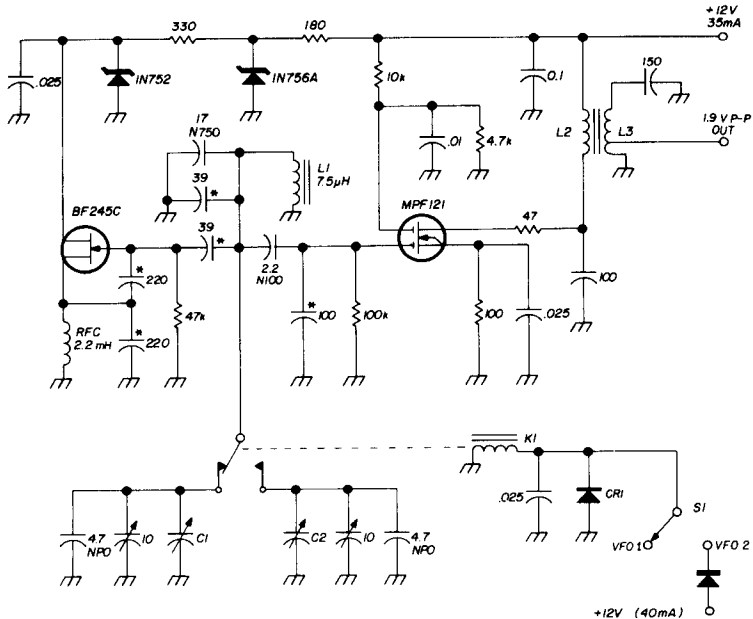 +12V
35mA
330
180
.025
1N752
1N756A
10k
0.1
150
17
N750
.01
4.7k
L2
L3
1.9 V P-P
OUT
39
*
L1
7.5µH
BF245C
MPF121
39
*
47
2.2
N100
*
220
*
220
47k
*
100
100k
100
.025
100
RFC
2.2 mH
K1
.025
CR1
S1
4.7
NPO
10
C1
C2
10
4.7
NPO
VFO 1
VFO 2
+12V (40mA)